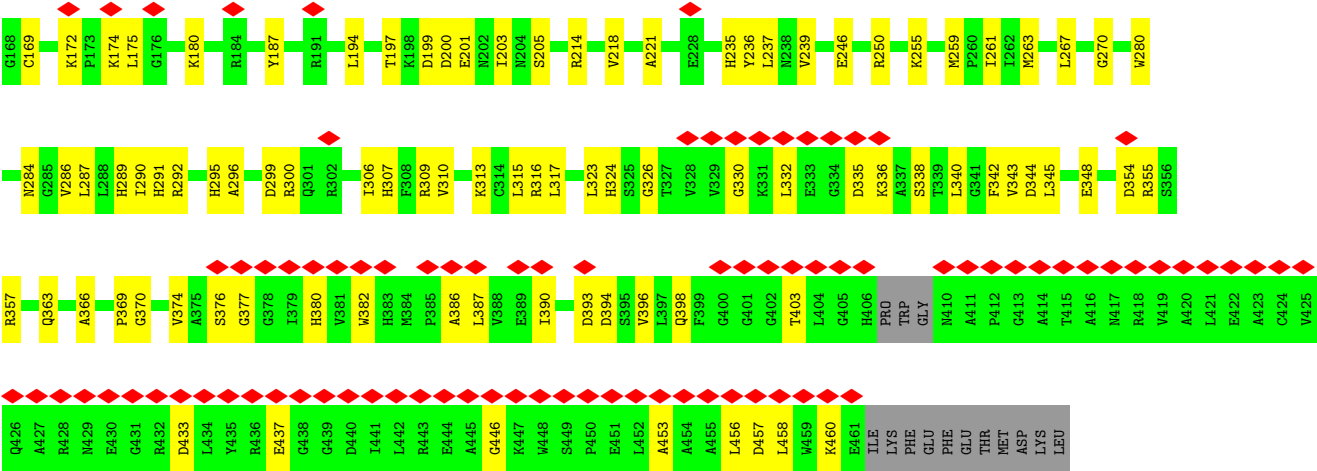 G168 C169 K172 P173 K174 L175 G176 K180 R184 Y187 R191 L194 T197 K198 D199 D200 E201 N202 I203 N204 S205 R214 V218 A221 E228 H235 Y236 L237 N238 V239 E246 R250 K255 M259 P260 I261 I262 M263 L267 G270 W280
N284 G285 V286 L287 L288 H289 I290 H291 R292 H295 A296 D299 R300 Q301 R302 I306 H307 F308 R309 V310 K313 C314 L315 R316 L317 L323 H324 S325 G326 T327 V328 V329 G330 K331 L332 E333 G334 D335 K336 A337 S338 T339 L340 G341 F342 V343 D344 L345 E348 D354 R355 S356
R357 Q363 A366 P369 G370 V374 A375 S376 G377 G378 I379 H380 V381 W382 H383 M384 P385 A386 L387 V388 E389 I390 D393 D394 S395 V396 L397 Q398 F399 G400 G401 G402 T403 L404 G405 H406 PRO TRP GLY N410 A411 P412 G413 A414 T415 A416 N417 R418 V419 A420 L421 E422 A423 C424 V425
Q426 A427 R428 N429 E430 G431 R432 D433 L434 Y435 R436 E437 G438 G439 D440 I441 L442 R443 E444 A445 G446 K447 W448 S449 P450 E451 L452 A453 A454 A455 L456 D457 L458 W459 K460 E461 ILE LYS PHE GLU PHE GLU THR MET ASP LYS LEU